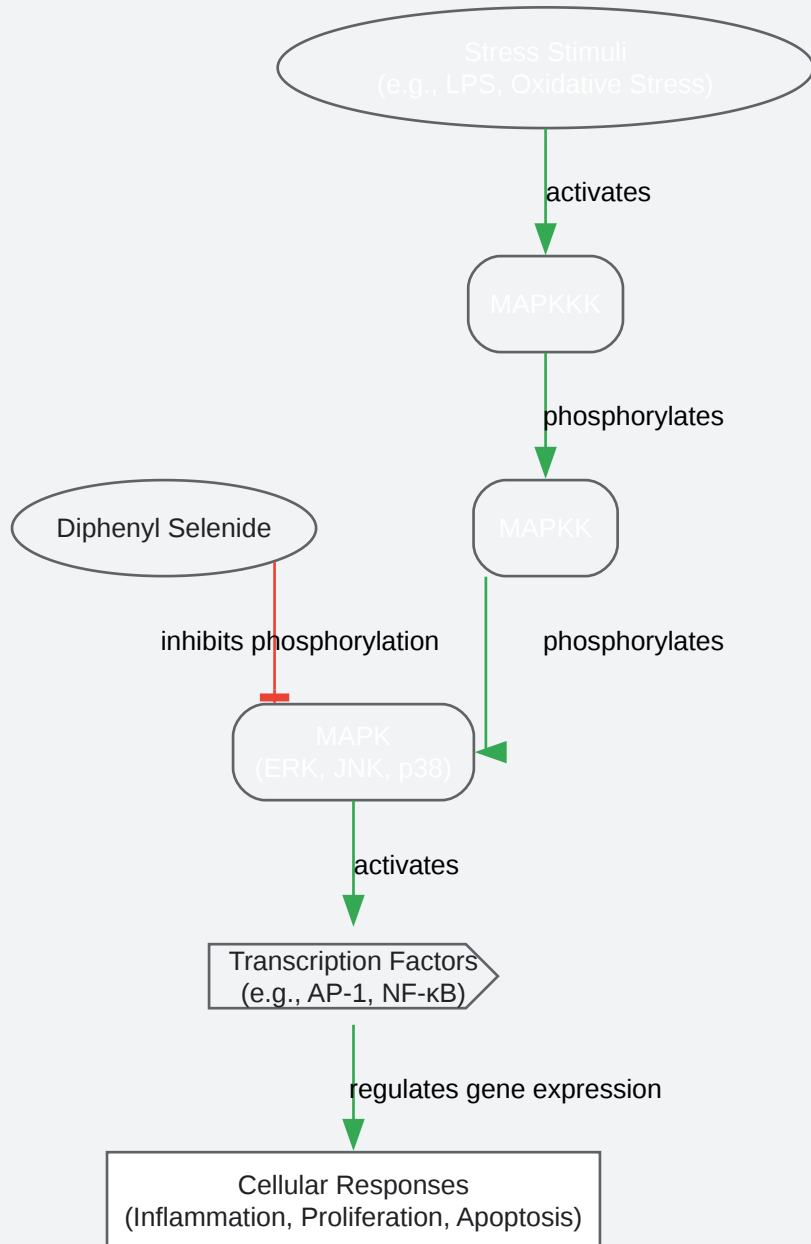 Stress Stimuli
(e.g., LPS, Oxidative Stress)
activates
MAPKKK
phosphorylates
MAPKK
Diphenyl Selenide
inhibits phosphorylation
phosphorylates
MAPK
(ERK, JNK, p38)
activates
Transcription Factors
(e.g., AP-1, NF-κB)
regulates gene expression
Cellular Responses
(Inflammation, Proliferation, Apoptosis)